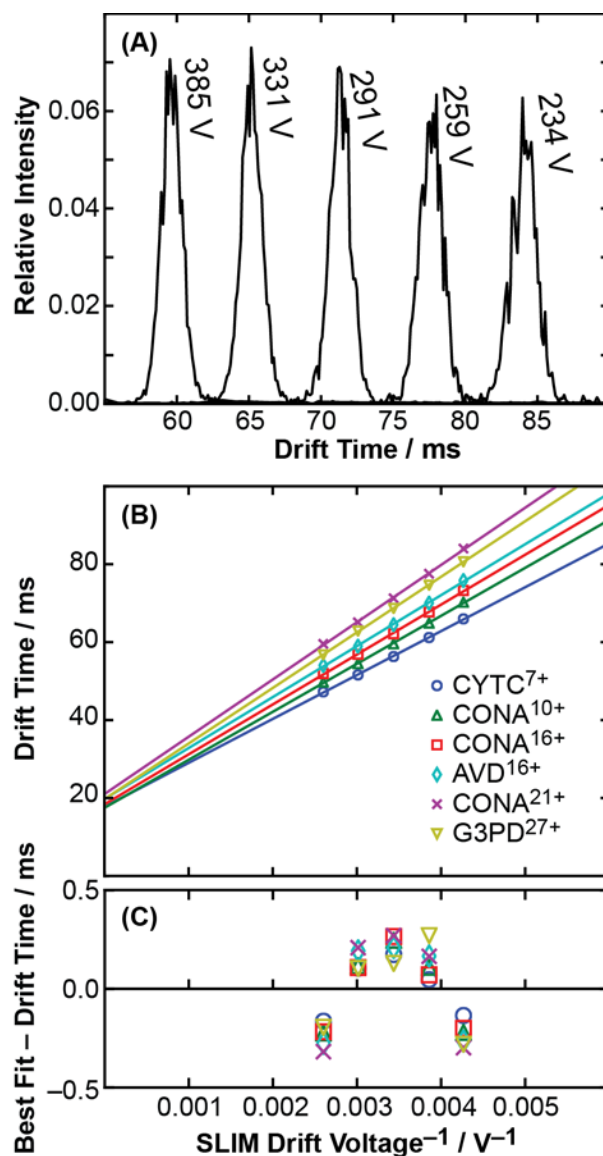 (A)
385 V
331 V
291 V
259 V
234 V
Relative Intensity
0.06
0.04
0.02
0.00
60 65 70 75 80 85
Drift Time / ms
(B)
Drift Time / ms
80
60
40
20
CYTC7+
CONA10+
CONA16+
AVD16+
CONA21+
G3PD27+
(C)
Best Fit – Drift Time / ms
0.5
0.0
−0.5
0.001 0.002 0.003 0.004 0.005
SLIM Drift Voltage–1 / V–1